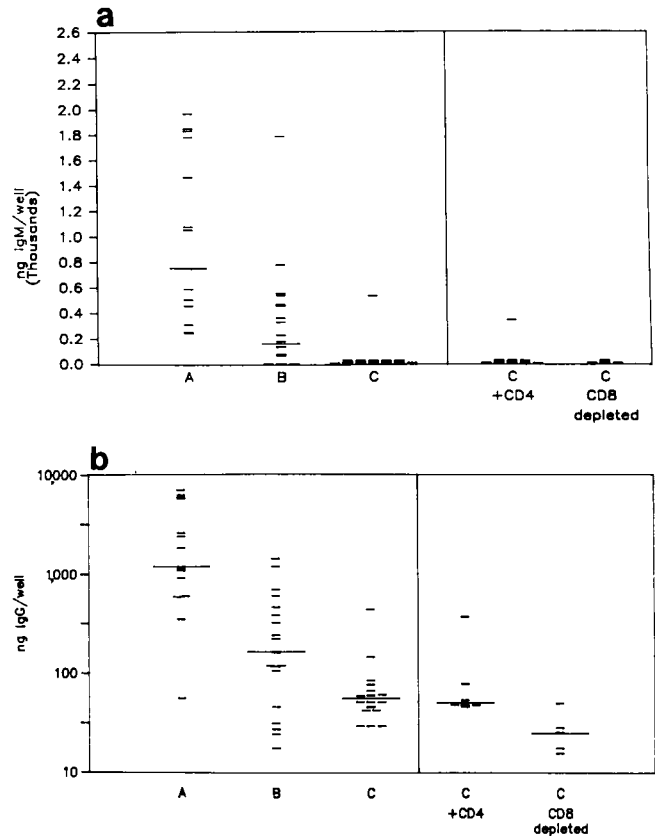 a
2.6
2.4
2.2
2.0
1.8
1.6
1.4
1.2
1.0
0.8
0.6
0.4
0.2
0.0
ng IgM/well
(Thousands)
A
B
C
C
+CD4
C
CD8
depleted
b
10000
1,000
100
10
ng IgG/well
A
B
C
C
+CD4
C
CD8
depleted